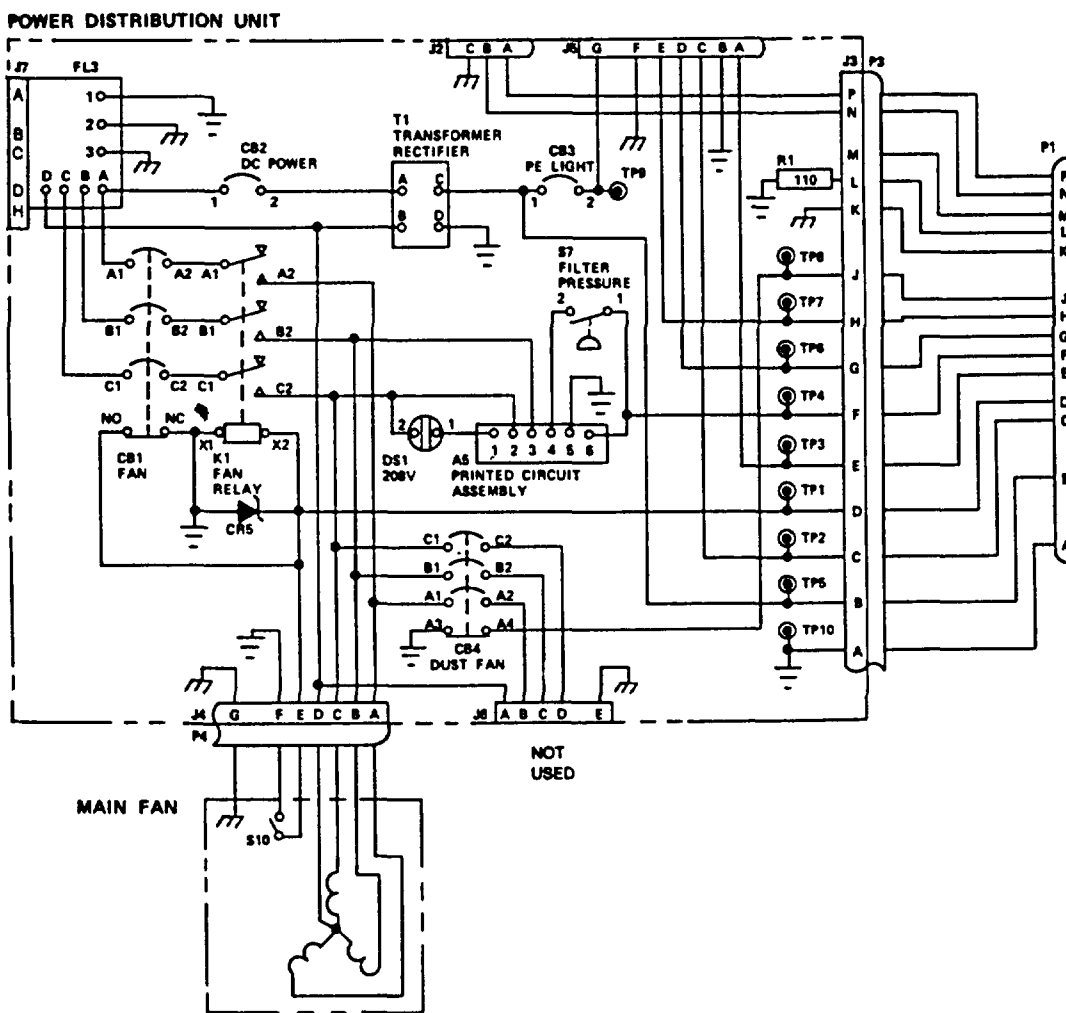 POWER DISTRIBUTION UNIT
J2 C B A
J5 G F E D C B A
J3 P3
J7 FL3
A
B
C
D
H
1
2
3
D C B A
CB2
DC POWER
1 2
T1
TRANSFORMER
RECTIFIER
A C
B D
CB3
PE LIGHT
1 2
TP9
P
N
M
L
K
J
H
G
F
E
D
C
B
A
R1
110
P1
P
N
M
L
K
J
H
G
F
E
D
C
B
A
A1 A2 A1 A2
B1 B2 B1 B2
C1 C2 C1 C2
NO NC X1 X2
CB1
FAN
K1
FAN
RELAY
CR5
S7
FILTER
PRESSURE
2 1
2 1
DS1
208V
1 2 3 4 5 6
A5
PRINTED CIRCUIT
ASSEMBLY
TP8
TP7
TP6
TP4
TP3
TP1
TP2
TP5
TP10
C1 C2
B1 B2
A1 A2
A3 A4
CB4
DUST FAN
J4 G F E D C B A
P4
J6 A B C D E
NOT
USED
MAIN FAN
S10